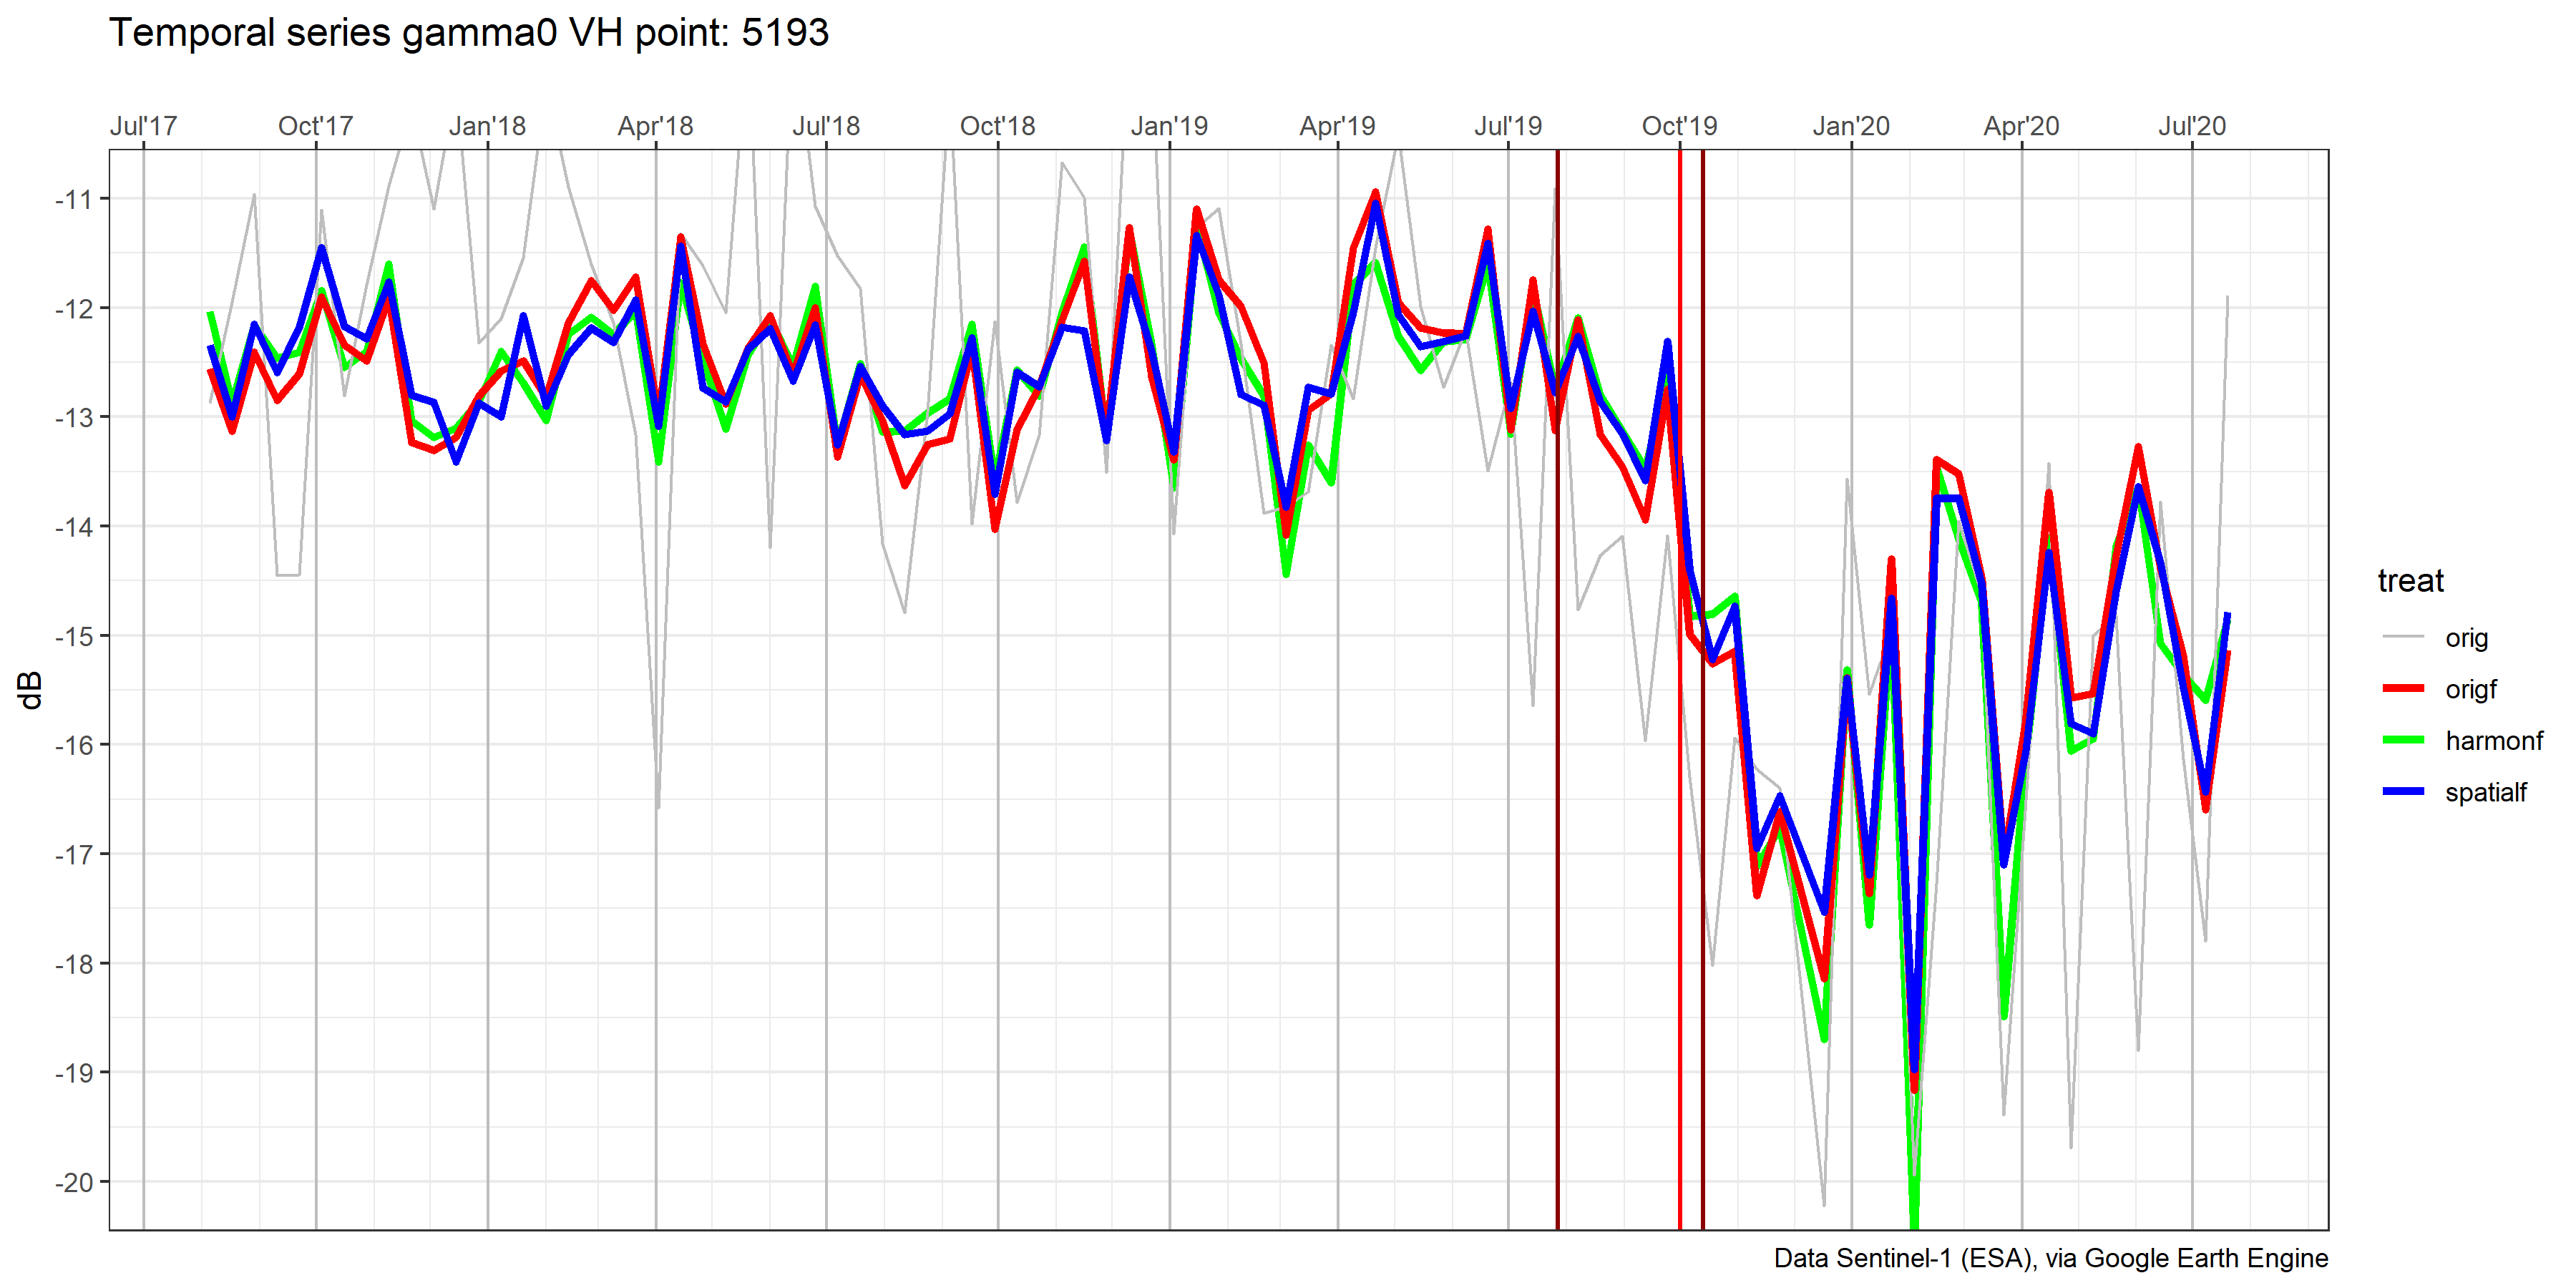 Temporal series gamma0 VH point: 5193
Jul'17 Oct'17 Jan'18 Apr'18 Jul'18 Oct'18 Jan'19 Apr'19 Jul'19 Oct'19 Jan'20 Apr'20 Jul'20
-11
-12
-13
-14
-15
-16
-17
-18
-19
-20
dB
treat
orig
origf
harmonf
spatialf
Data Sentinel-1 (ESA), via Google Earth Engine